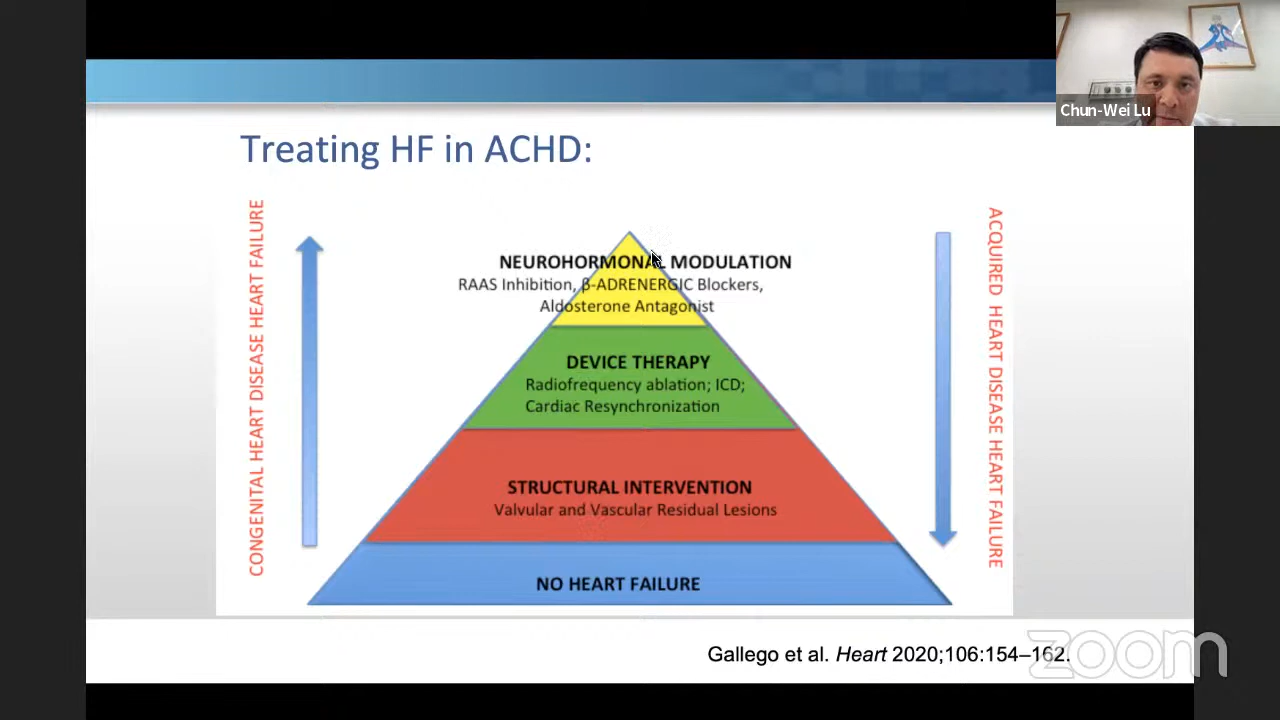 Chun-Wei Lu
Treating HF in ACHD:
CONGENITAL HEART DISEASE HEART FAILURE
ACQUIRED HEART DISEASE HEART FAILURE
NEUROHORMONAL MODULATION
RAAS Inhibition, β-ADRENERGIC Blockers,
Aldosterone Antagonist
DEVICE THERAPY
Radiofrequency ablation; ICD;
Cardiac Resynchronization
STRUCTURAL INTERVENTION
Valvular and Vascular Residual Lesions
NO HEART FAILURE
Gallego et al. Heart 2020;106:154–162.
zoom